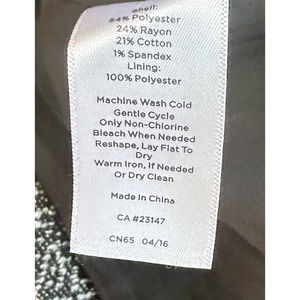 Shell:
54% Polyester
24% Rayon
21% Cotton
1% Spandex
Lining:
100% Polyester
Machine Wash Cold
Gentle Cycle
Only Non-Chlorine
Bleach When Needed
Reshape, Lay Flat To
Dry
Warm Iron, If Needed
Or Dry Clean
Made in China
CA #23147
CN65 04/16